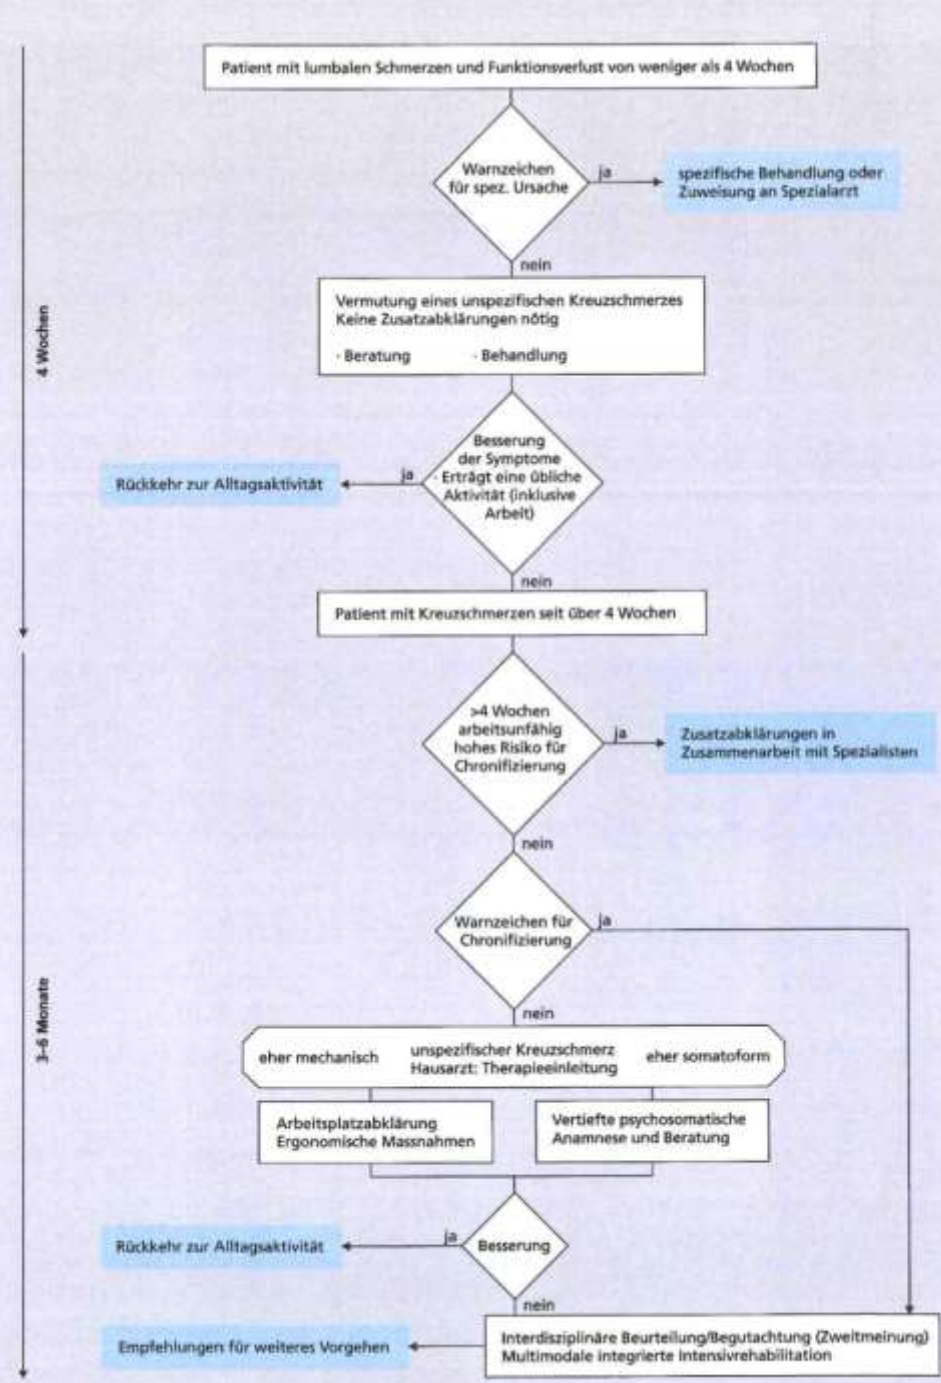 Patient mit lumbalen Schmerzen und Funktionsverlust von weniger als 4 Wochen
Warnzeichen
für spez. Ursache
ja
spezifische Behandlung oder
Zuweisung an Spezialarzt
nein
Vermutung eines unspezifischen Kreuzschmerzes
Keine Zusatzabklärungen nötig
· Beratung · Behandlung
4 Wochen
Besserung
der Symptome
· Erträgt eine übliche
Aktivität (inklusive
Arbeit)
ja
Rückkehr zur Alltagsaktivität
nein
Patient mit Kreuzschmerzen seit über 4 Wochen
>4 Wochen
arbeitsunfähig
hohes Risiko für
Chronifizierung
ja
Zusatzabklärungen in
Zusammenarbeit mit Spezialisten
nein
Warnzeichen für
Chronifizierung
ja
nein
3–6 Monate
eher mechanisch
unspezifischer Kreuzschmerz
Hausarzt: Therapieeinleitung
eher somatoform
Arbeitsplatzabklärung
Ergonomische Massnahmen
Vertiefte psychosomatische
Anamnese und Beratung
Besserung
ja
Rückkehr zur Alltagsaktivität
nein
Interdisziplinäre Beurteilung/Begutachtung (Zweitmeinung)
Multimodale integrierte Intensivrehabilitation
Empfehlungen für weiteres Vorgehen